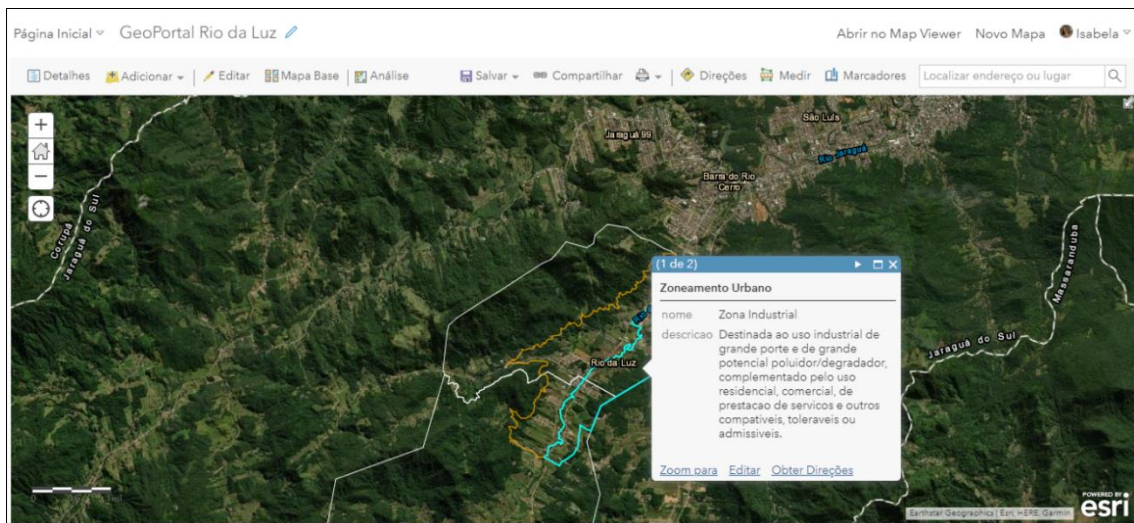 Página Inicial GeoPortal Rio da Luz Abrir no Map Viewer Novo Mapa Isabela
Detalhes Adicionar Editar Mapa Base Análise Salvar Compartilhar Direções Medir Marcadores Localizar endereço ou lugar
São Luís
Jaraguá 99
Rio Jaraguá
Barra do Rio
Cerro
Corupá
Jaraguá do Sul
Massaranduba
Jaraguá do Sul
Rio da Luz
(1 de 2)
Zoneamento Urbano
nome Zona Industrial
descricao Destinada ao uso industrial de
grande porte e de grande
potencial poluidor/degradador,
complementado pelo uso
residencial, comercial, de
prestacao de servicos e outros
compativeis, toleraveis ou
admissiveis.
Zoom para Editar Obter Direções
POWERED BY
esri
Earthstar Geographics | Esri, HERE, Garmin